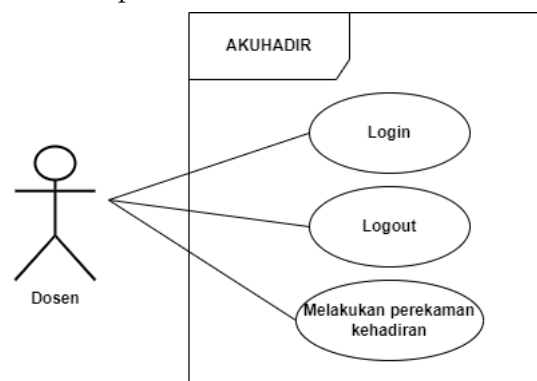 AKUHADIR
Login
Logout
Dosen
Melakukan perekaman
kehadiran